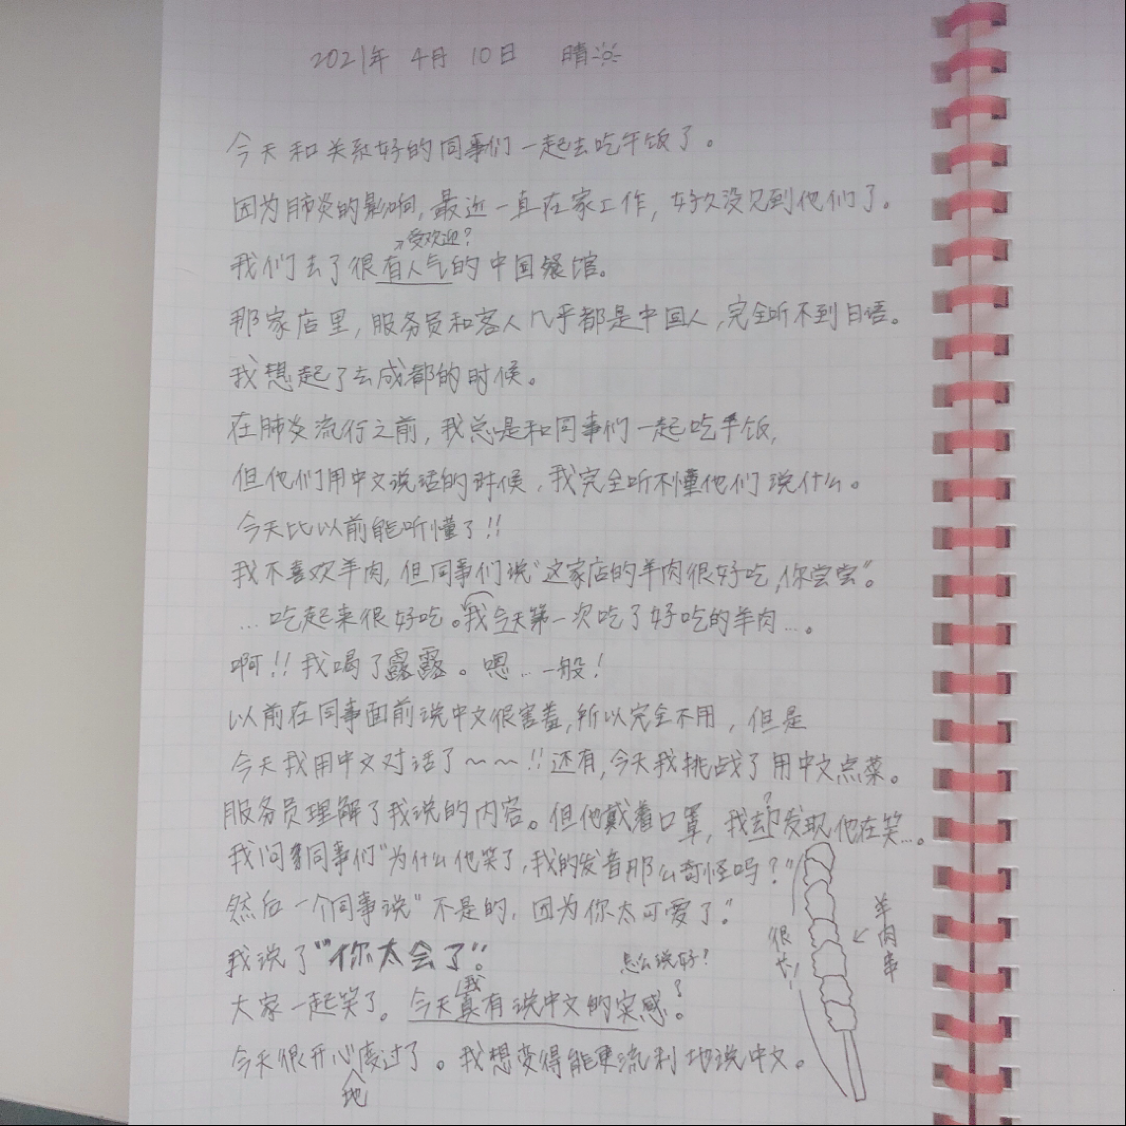 2021年 4月 10日 晴
今天和关系好的同事们一起去吃午饭了。
因为肺炎的影响,最近一直在家工作,好久没见到他们了。
受欢迎?
我们去了很有人气的中国餐馆。
那家店里,服务员和客人几乎都是中国人,完全听不到日语。
我想起了去成都的时候。
在肺炎流行之前,我总是和同事们一起吃午饭,
但他们用中文说话的时候,我完全听不懂他们说什么。
今天比以前能听懂了!!
我不喜欢羊肉,但同事们说“这家店的羊肉很好吃,你尝尝”。
…吃起来很好吃。我今天第一次吃了好吃的羊肉…。
啊!!我喝了露露。嗯…一般!
以前在同事面前说中文很害羞,所以完全不用,但是
今天我用中文对话了~~!!还有,今天我挑战了用中文点菜。
服务员理解了我说的内容。但他戴着口罩,我却发现他在笑…。
?
我问同事们“为什么他笑了,我的发音那么奇怪吗?”
然后一个同事说“不是的,因为你太可爱了。”
我说了“你太会了”。
怎么说好?
大家一起笑了。今天我真有说中文的实感?。
今天很开心地度过了。我想变得能更流利地说中文。
羊肉串
很长!